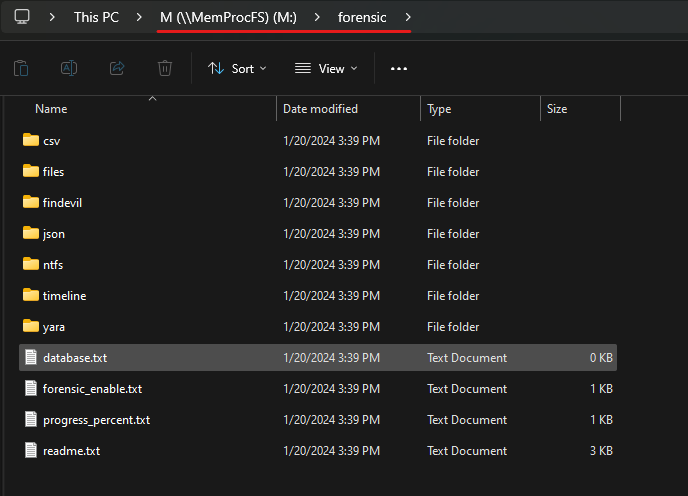 This PC > M (\\MemProcFS) (M:) > forensic >
Sort View
Name Date modified Type Size
csv 1/20/2024 3:39 PM File folder
files 1/20/2024 3:39 PM File folder
findevil 1/20/2024 3:39 PM File folder
json 1/20/2024 3:39 PM File folder
ntfs 1/20/2024 3:39 PM File folder
timeline 1/20/2024 3:39 PM File folder
yara 1/20/2024 3:39 PM File folder
database.txt 1/20/2024 3:39 PM Text Document 0 KB
forensic_enable.txt 1/20/2024 3:39 PM Text Document 1 KB
progress_percent.txt 1/20/2024 3:39 PM Text Document 1 KB
readme.txt 1/20/2024 3:39 PM Text Document 3 KB